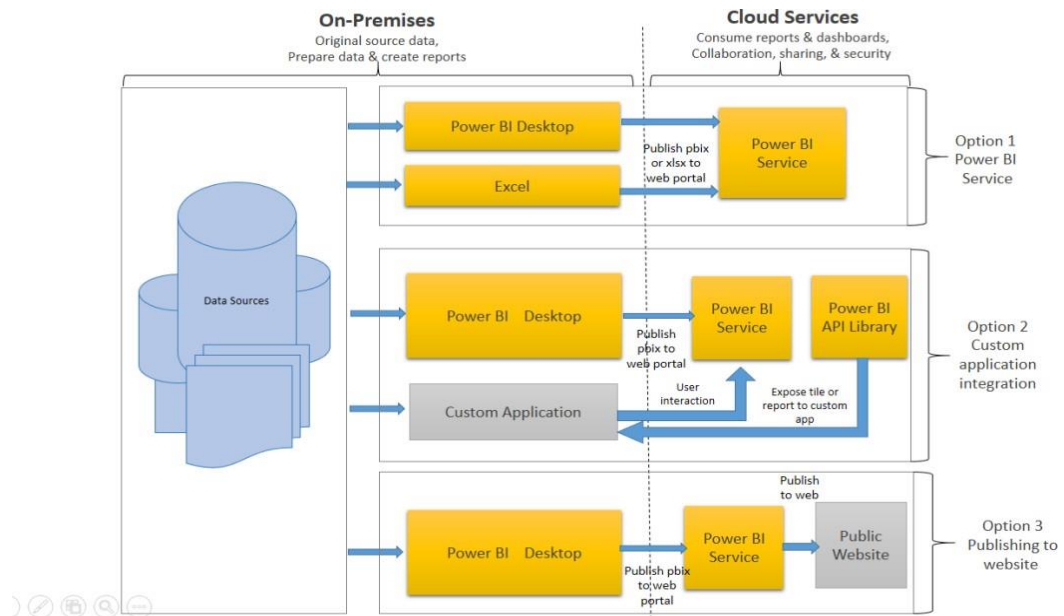 On-Premises
Original source data,
Prepare data & create reports
Cloud Services
Consume reports & dashboards,
Collaboration, sharing, & security
Data Sources
Power BI Desktop
Excel
Publish pbix
or xlsx to
web portal
Power BI
Service
Option 1
Power BI
Service
Power BI Desktop
Publish pbix
to web portal
Power BI
Service
Power BI
API Library
Custom Application
User
interaction
Expose tile or
report to custom
app
Option 2
Custom
application
integration
Power BI Desktop
Publish pbix
to web
portal
Power BI
Service
Publish
to web
Public
Website
Option 3
Publishing to
website